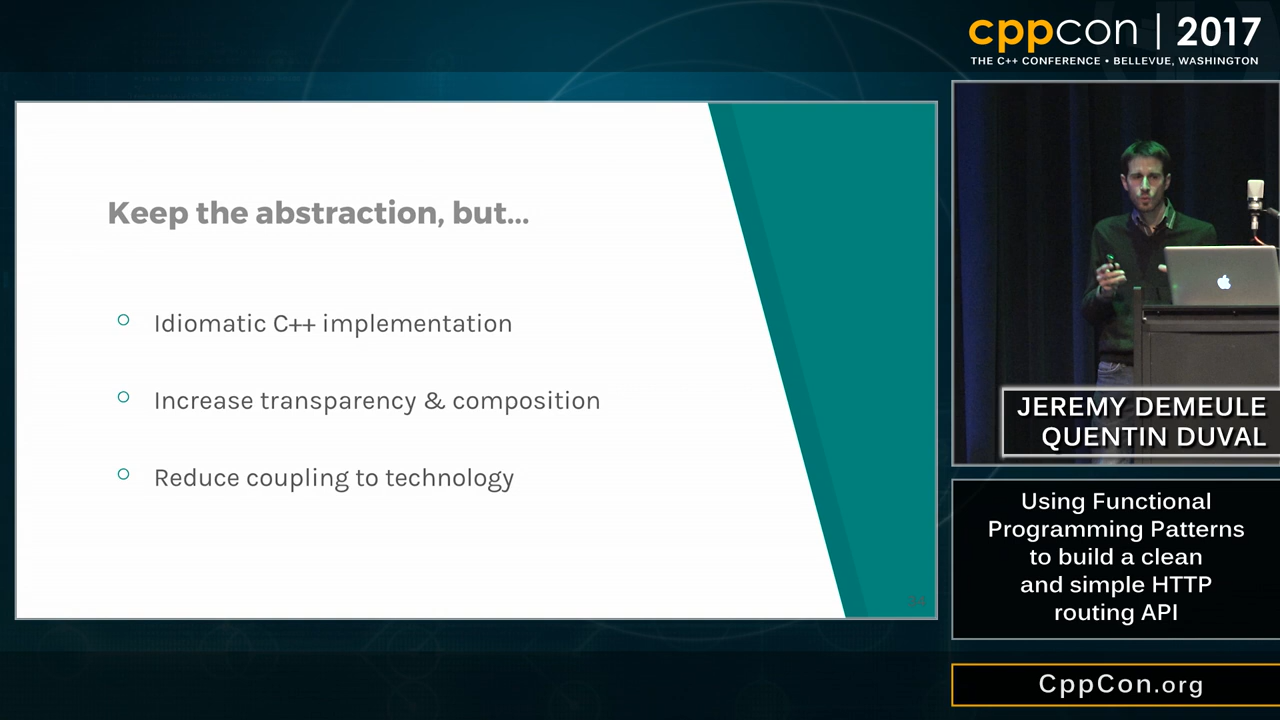 cppcon | 2017
THE C++ CONFERENCE • BELLEVUE, WASHINGTON
Keep the abstraction, but...
Idiomatic C++ implementation
Increase transparency & composition
Reduce coupling to technology
JEREMY DEMEULE
QUENTIN DUVAL
Using Functional
Programming Patterns
to build a clean
and simple HTTP
routing API
CppCon.org